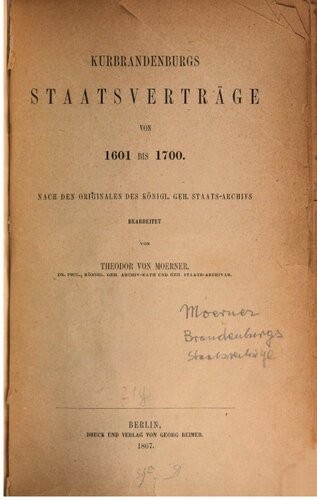 KURBRANDENBURGS
STAATSVERTRÄGE
VON
1601 BIS 1700.
NACH DEN ORIGINALEN DES KÖNIGL. GEH. STAATS-ARCHIVS
BEARBEITET
VON
THEODOR VON MOERNER,
DR. PHIL., KÖNIGL. GEH. ARCHIV-RATH UND GEH. STAATS-ARCHIVAR.
Moerner
Brandenburgs
Staatsverträge
BERLIN,
DRUCK UND VERLAG VON GEORG REIMER.
1867.